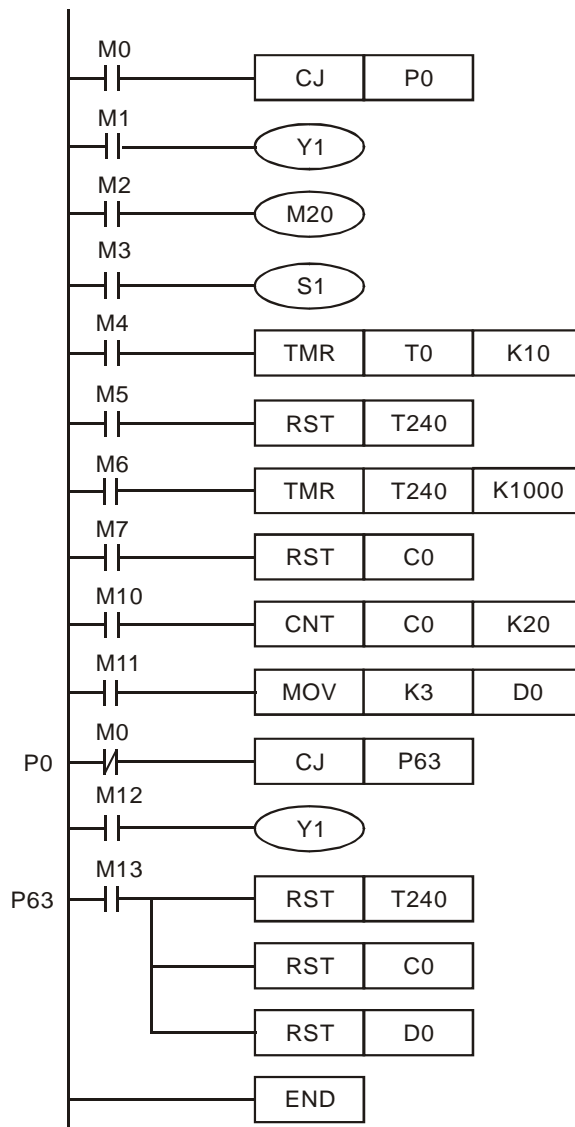 M0
CJ P0
M1
Y1
M2
M20
M3
S1
M4
TMR T0 K10
M5
RST T240
M6
TMR T240 K1000
M7
RST C0
M10
CNT C0 K20
M11
MOV K3 D0
M0
P0 CJ P63
M12
Y1
M13
P63 RST T240
RST C0
RST D0
END